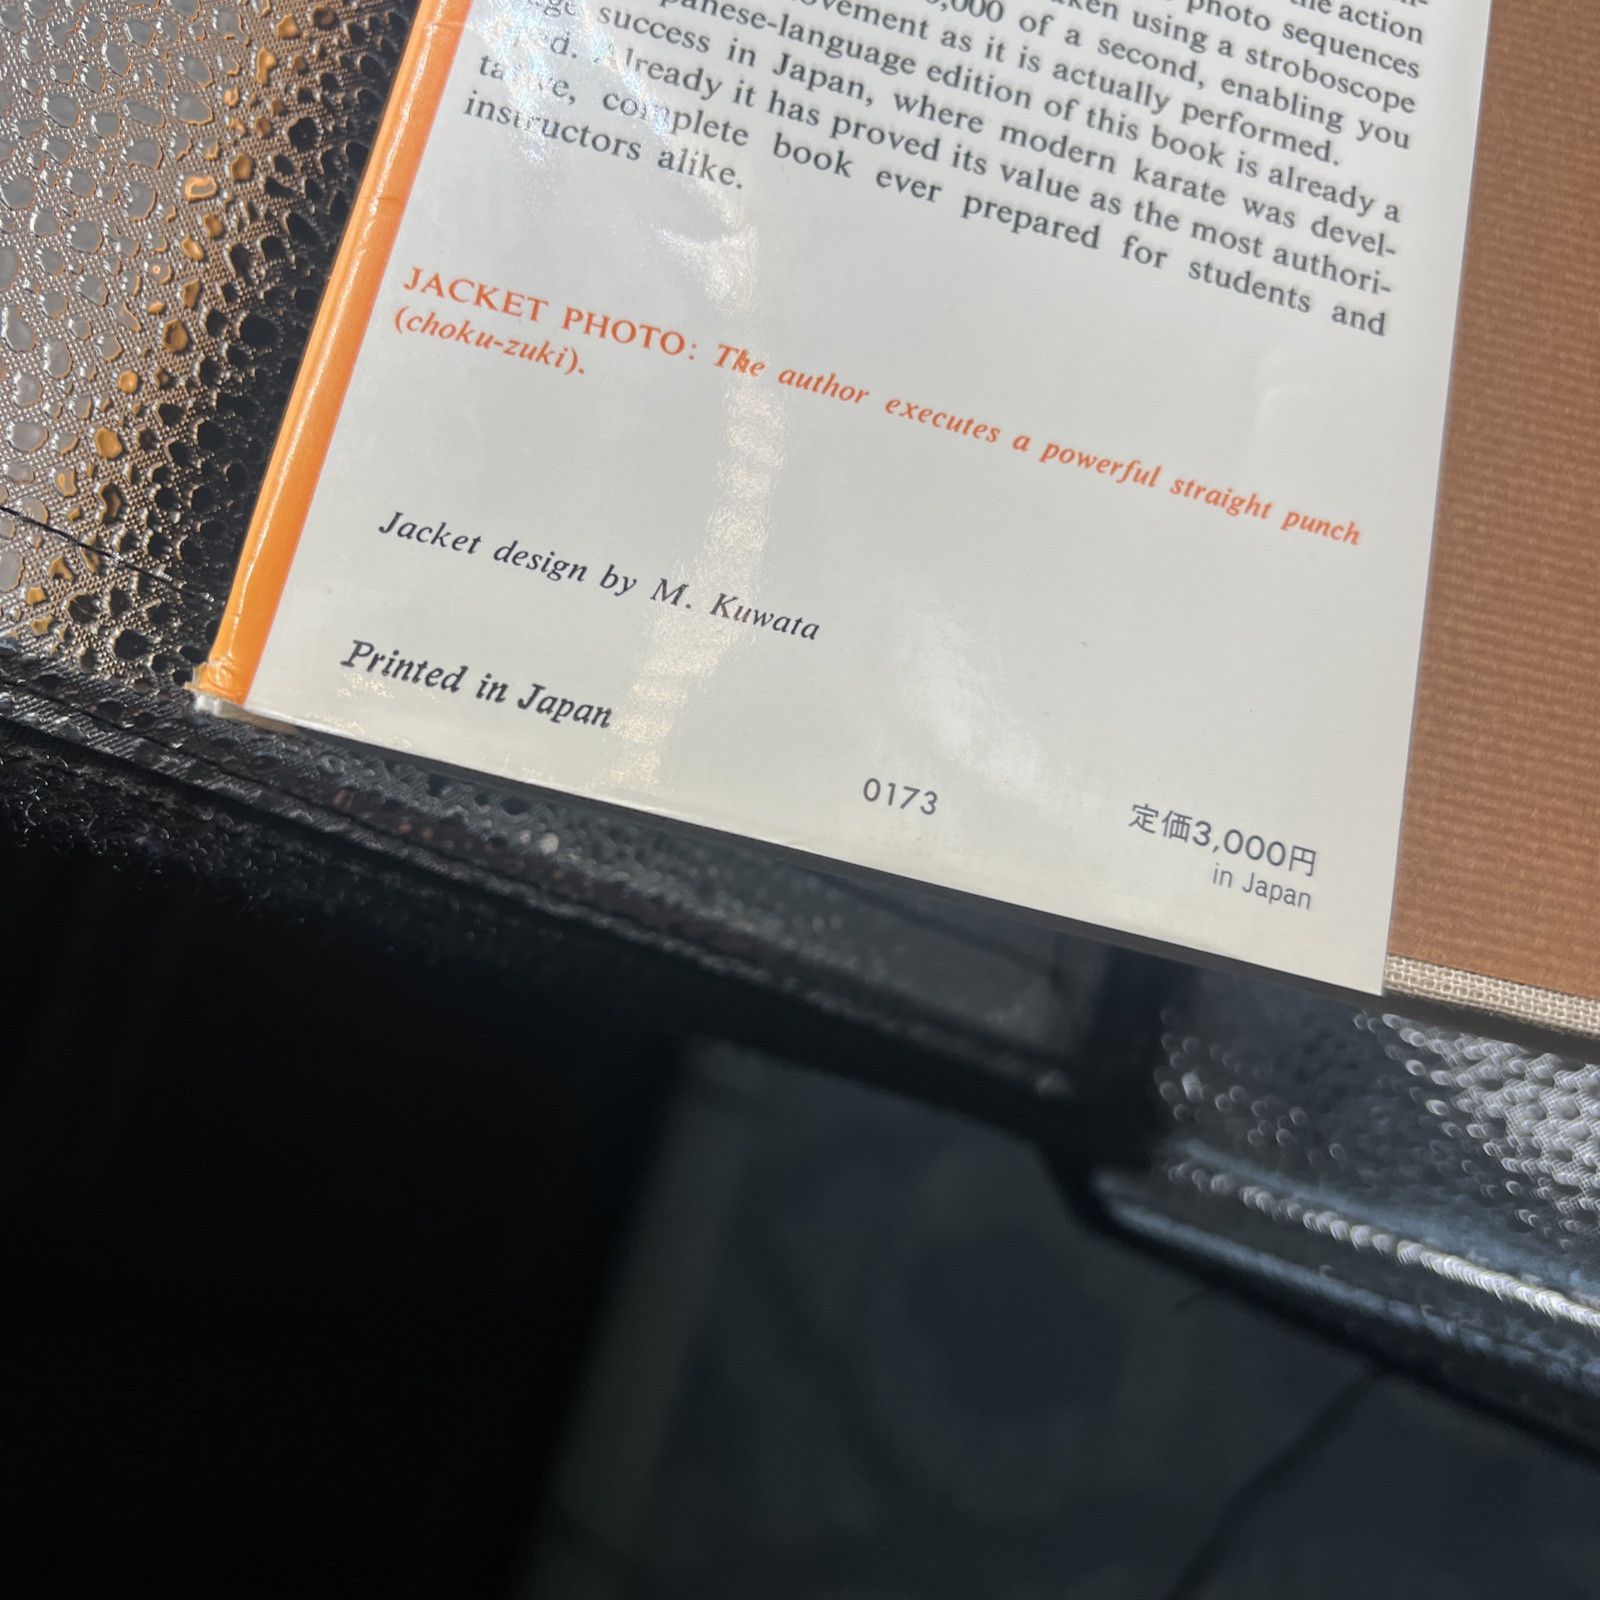 the action
photo sequences
ken using a stroboscope
000 of a second, enabling you
vement as it is actually performed.
panese-language edition of this book is already a
success in Japan, where modern karate was devel-
d. Already it has proved its value as the most authori-
ta ve, complete book ever prepared for students and
instructors alike.
JACKET PHOTO: The author executes a powerful straight punch
(choku-zuki).
Jacket design by M. Kuwata
Printed in Japan
0173
定価3,000円
in Japan